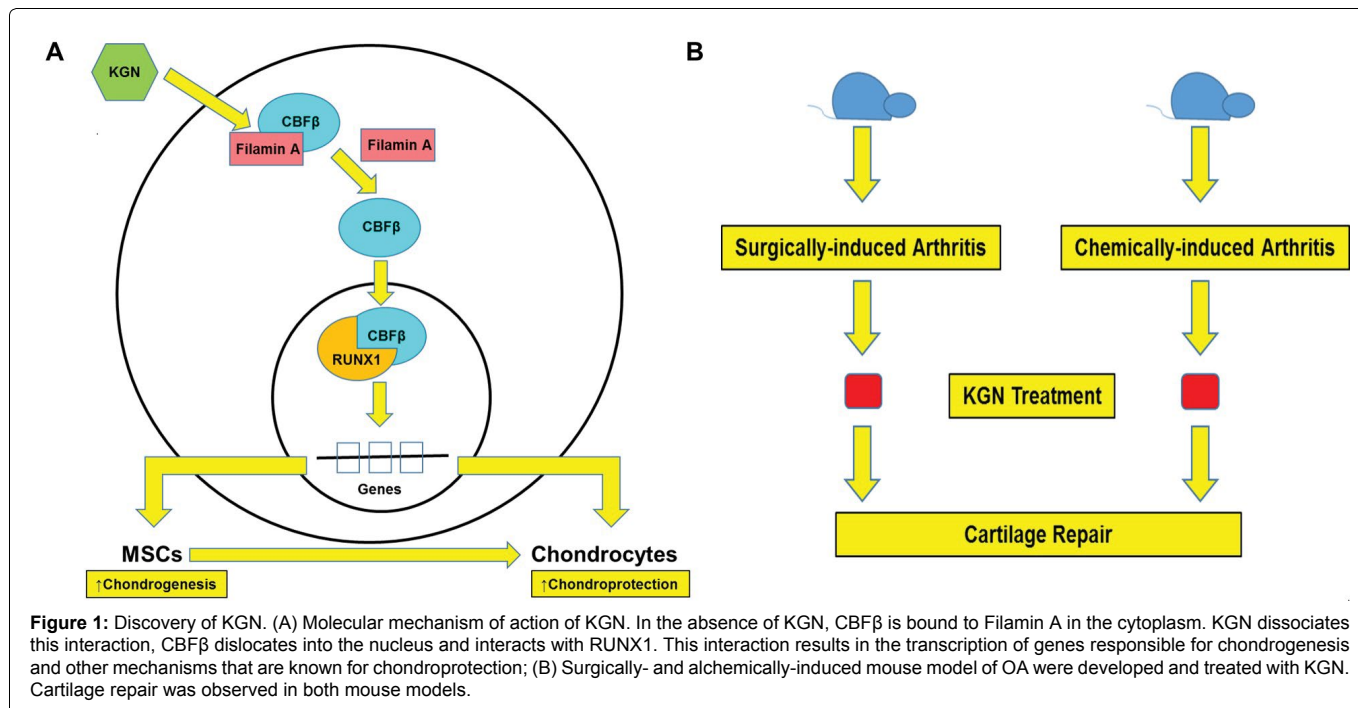 A
KGN
CBFβ
Filamin A
Filamin A
CBFβ
CBFβ
RUNX1
Genes
MSCs
Chondrocytes
↑Chondrogenesis
↑Chondroprotection
B
Surgically-induced Arthritis
Chemically-induced Arthritis
KGN Treatment
Cartilage Repair
Figure 1: Discovery of KGN. (A) Molecular mechanism of action of KGN. In the absence of KGN, CBFβ is bound to Filamin A in the cytoplasm. KGN dissociates
this interaction, CBFβ dislocates into the nucleus and interacts with RUNX1. This interaction results in the transcription of genes responsible for chondrogenesis
and other mechanisms that are known for chondroprotection; (B) Surgically- and alchemically-induced mouse model of OA were developed and treated with KGN.
Cartilage repair was observed in both mouse models.